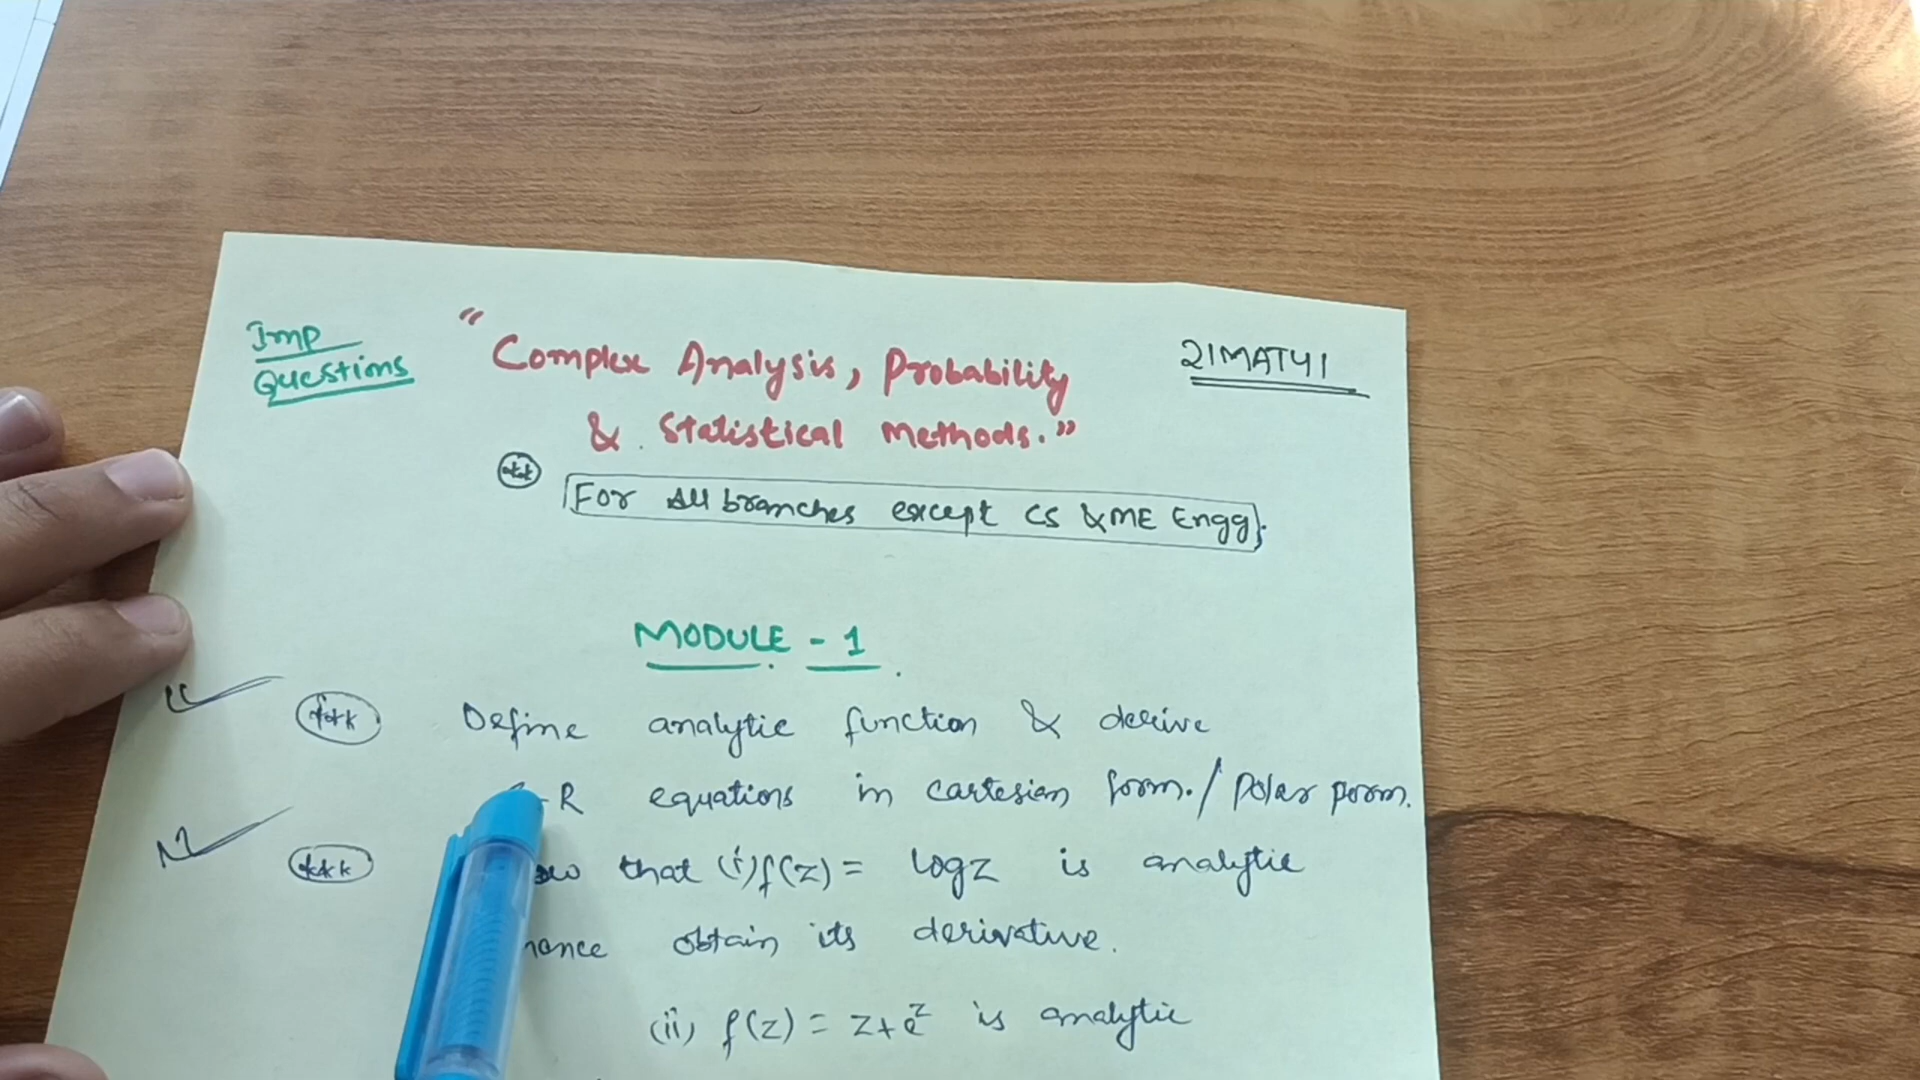 Imp
Questions
"Complex Analysis, Probability
& Statistical Methods."
21MAT41
**
For All branches except CS & ME Engg.
MODULE - 1
*** Define analytic function & derive
-R equations in cartesian form. / Polar form.
*** that (i) f(z) = log z is analytic
obtain its derivative.
(ii) f(z) = z+e^z is analytic